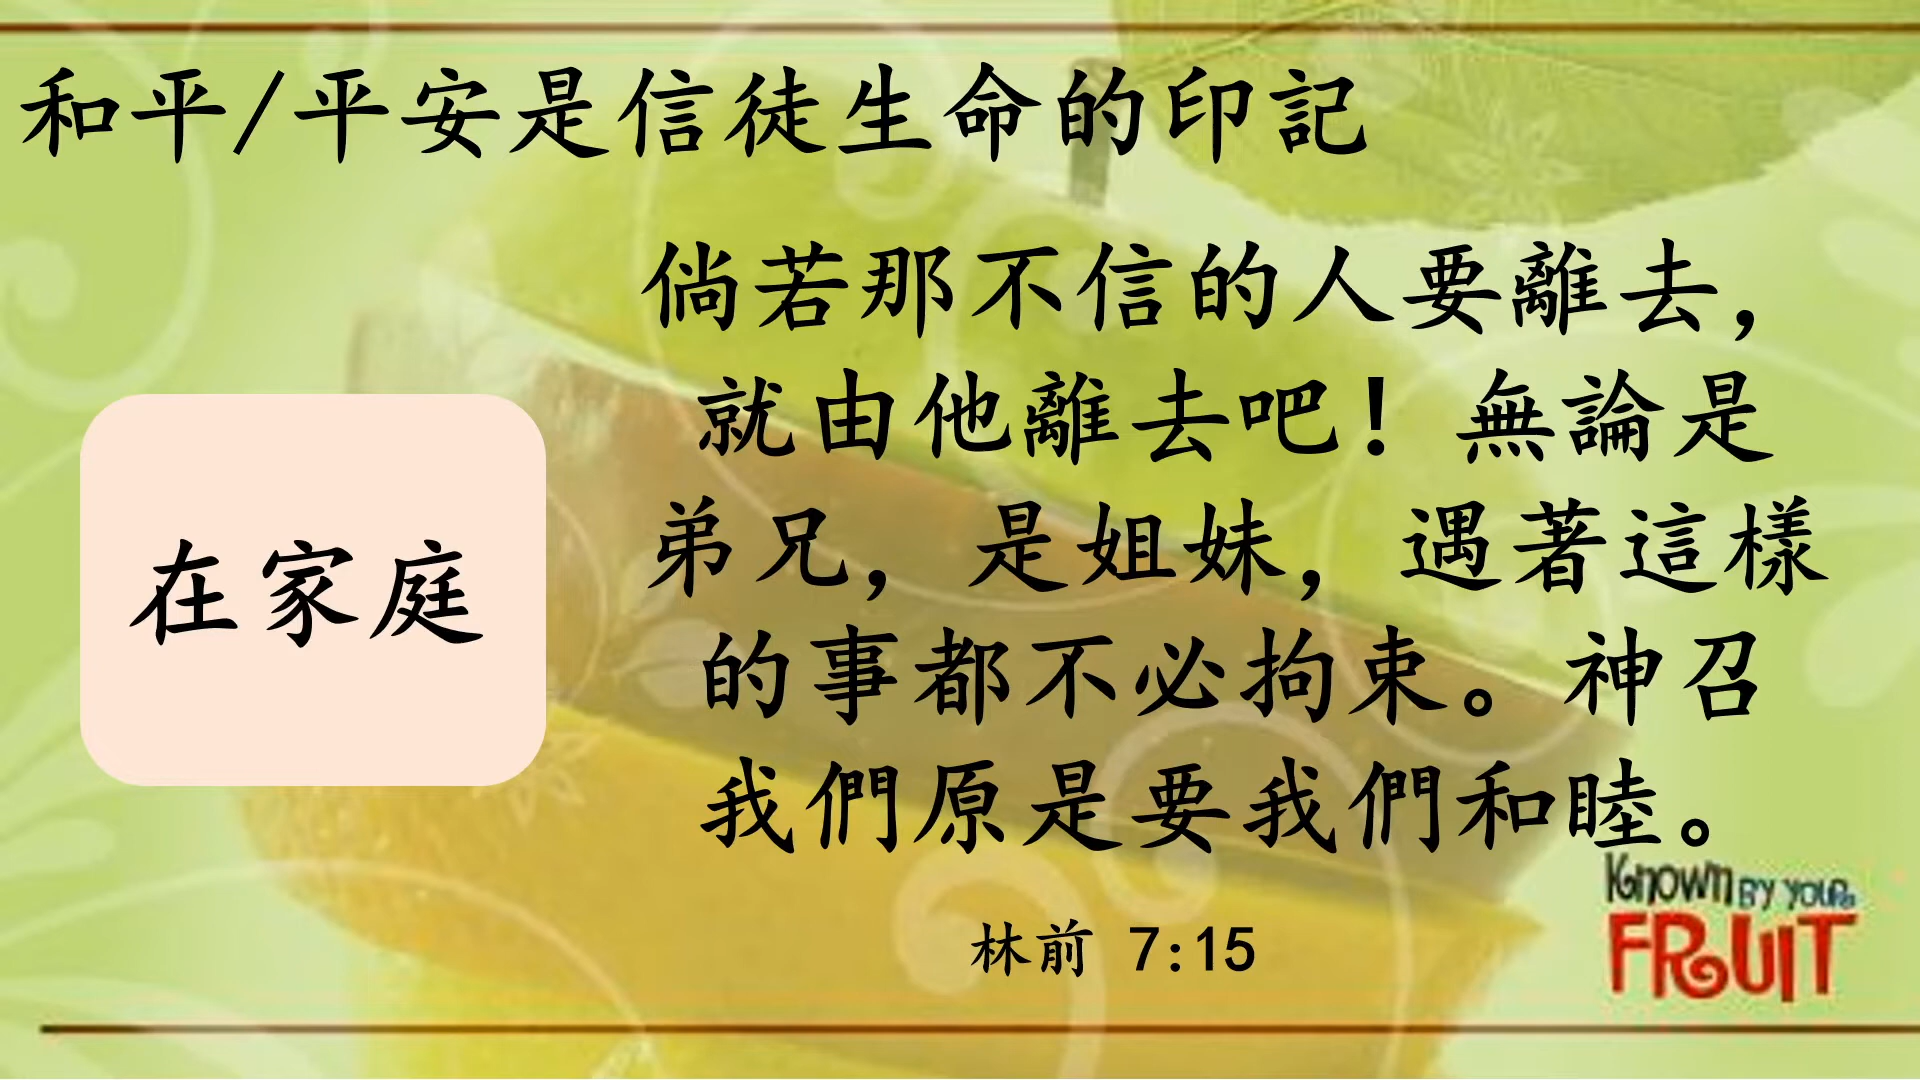 和平/平安是信徒生命的印記
在家庭
倘若那不信的人要離去，
就由他離去吧！無論是
弟兄，是姐妹，遇著這樣
的事都不必拘束。神召
我們原是要我們和睦。
林前 7:15
Known By your
FRUIT